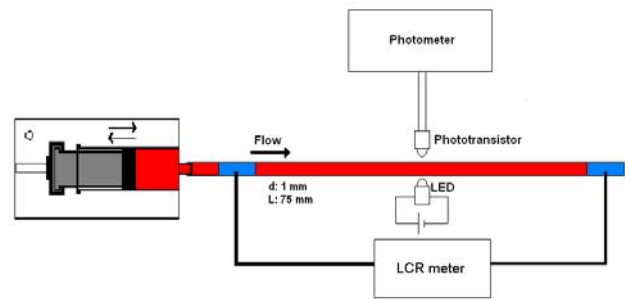 Photometer
Phototransistor
Flow
d: 1 mm
L: 75 mm
LED
LCR meter